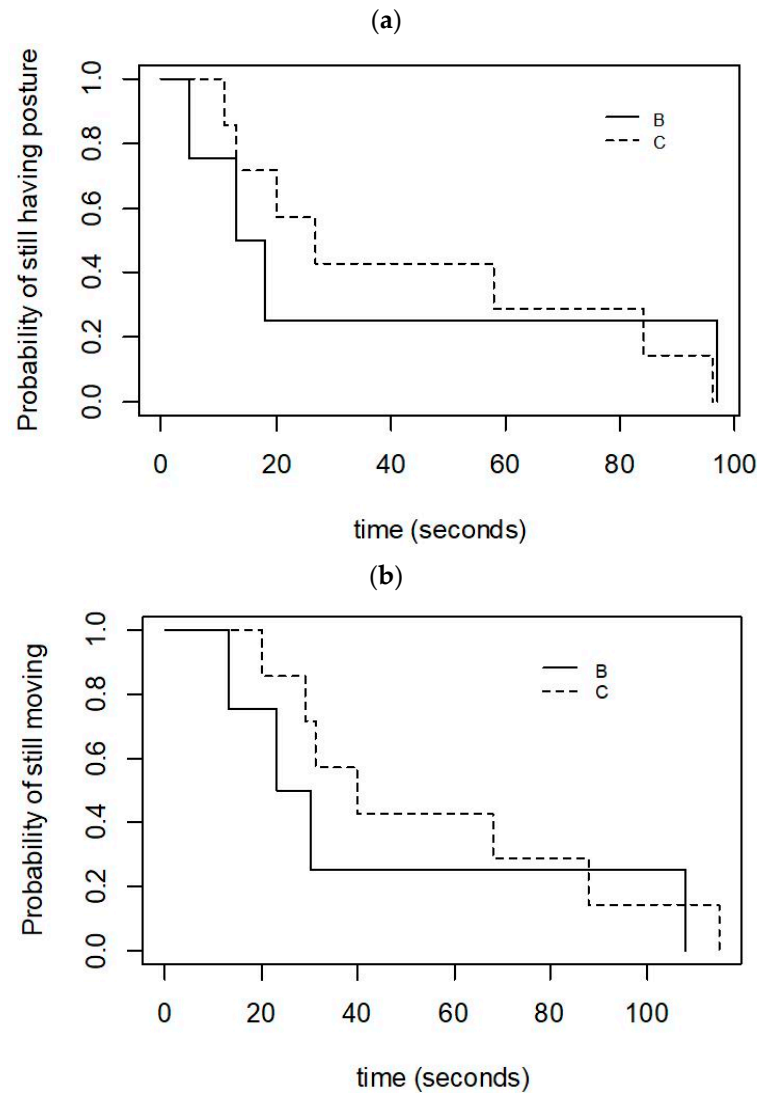 (a)
Probability of still having posture
1.0
0.8
0.6
0.4
0.2
0.0
B
C
0 20 40 60 80 100
time (seconds)
(b)
Probability of still moving
1.0
0.8
0.6
0.4
0.2
0.0
B
C
0 20 40 60 80 100
time (seconds)